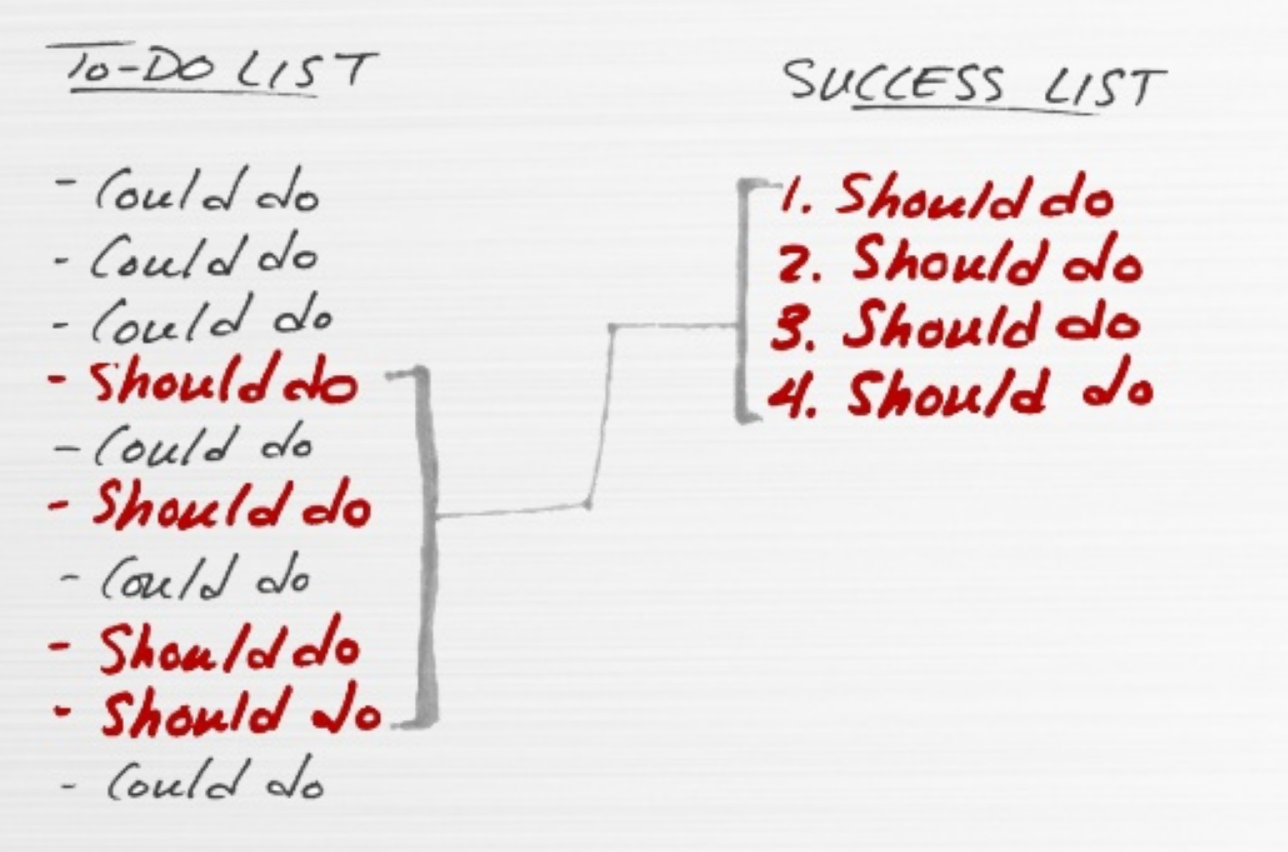 TO-DO LIST
- Could do
- Could do
- Could do
- Should do
- Could do
- Should do
- Could do
- Should do
- Should do
- Could do
SUCCESS LIST
1. Should do
2. Should do
3. Should do
4. Should do